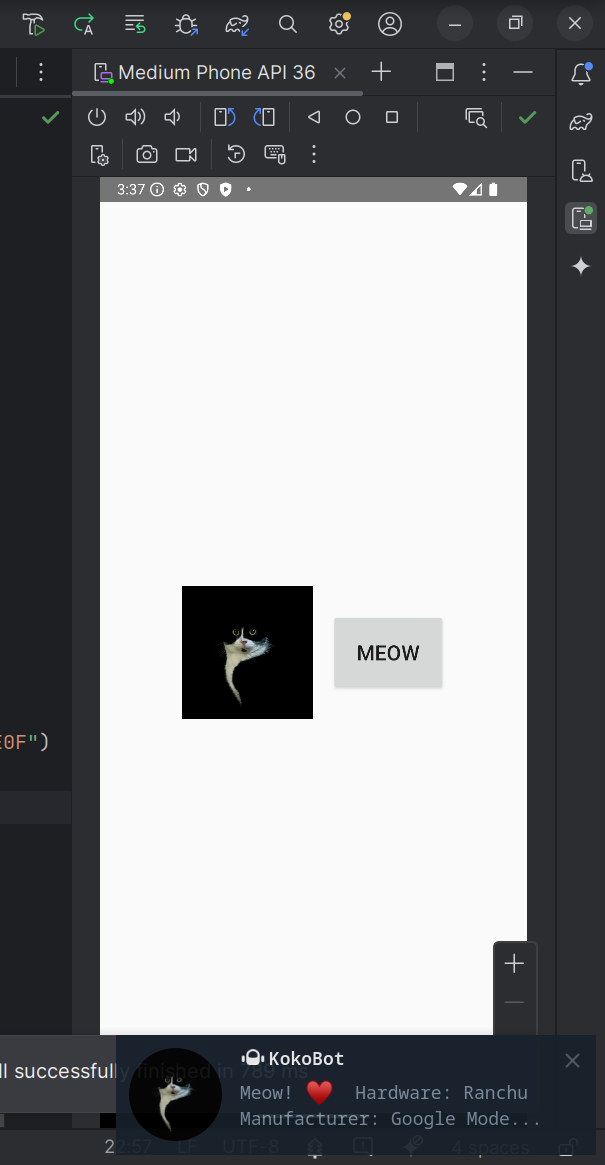 Medium Phone API 36
3:37
E0F")
MEOW
ll successfully finished in 789 ms
KokoBot
Meow! ❤️ Hardware: Ranchu
Manufacturer: Google Mode...
22:57 LF UTF-8 4 spaces